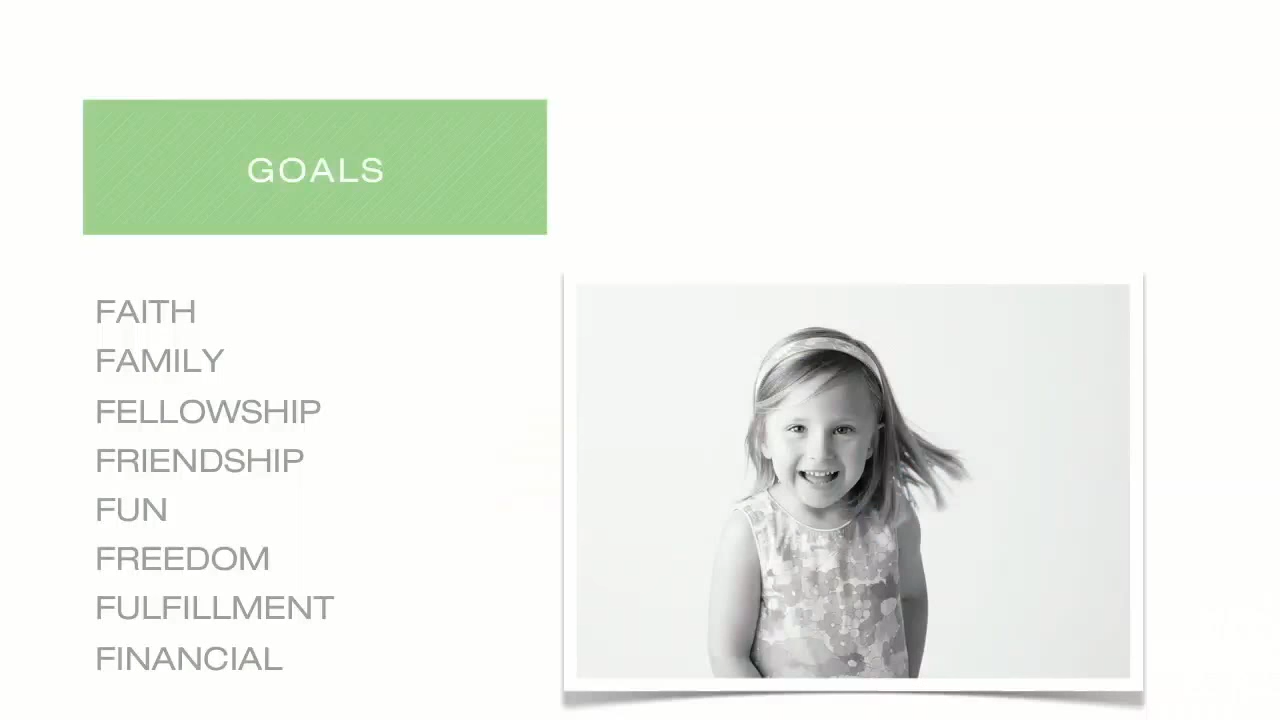 GOALS
FAITH
FAMILY
FELLOWSHIP
FRIENDSHIP
FUN
FREEDOM
FULFILLMENT
FINANCIAL